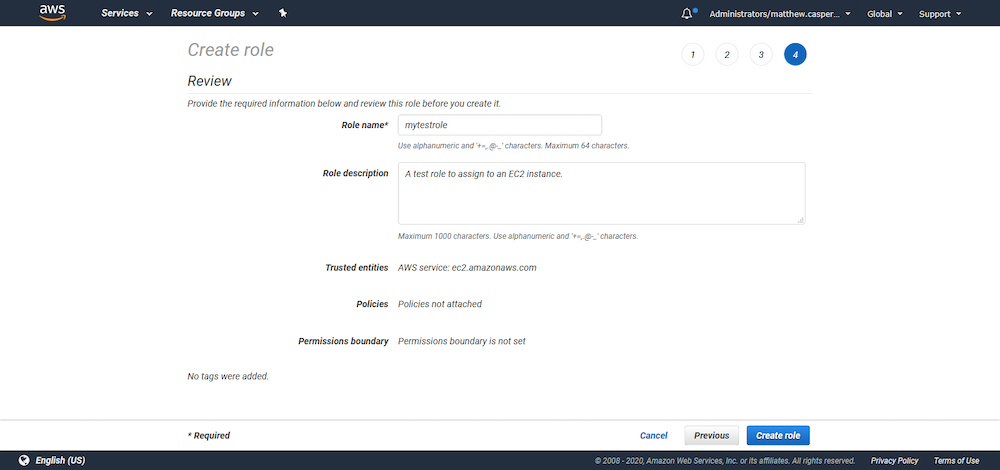 aws Services Resource Groups Administrators/matthew.casper... Global Support
Create role
1 2 3 4
Review
Provide the required information below and review this role before you create it.
Role name* mytestrole
Use alphanumeric and '+=,.@-_' characters. Maximum 64 characters.
Role description A test role to assign to an EC2 instance.
Maximum 1000 characters. Use alphanumeric and '+=,.@-_' characters.
Trusted entities AWS service: ec2.amazonaws.com
Policies Policies not attached
Permissions boundary Permissions boundary is not set
No tags were added.
* Required Cancel Previous Create role
English (US) © 2008 - 2020, Amazon Web Services, Inc. or its affiliates. All rights reserved. Privacy Policy Terms of Use